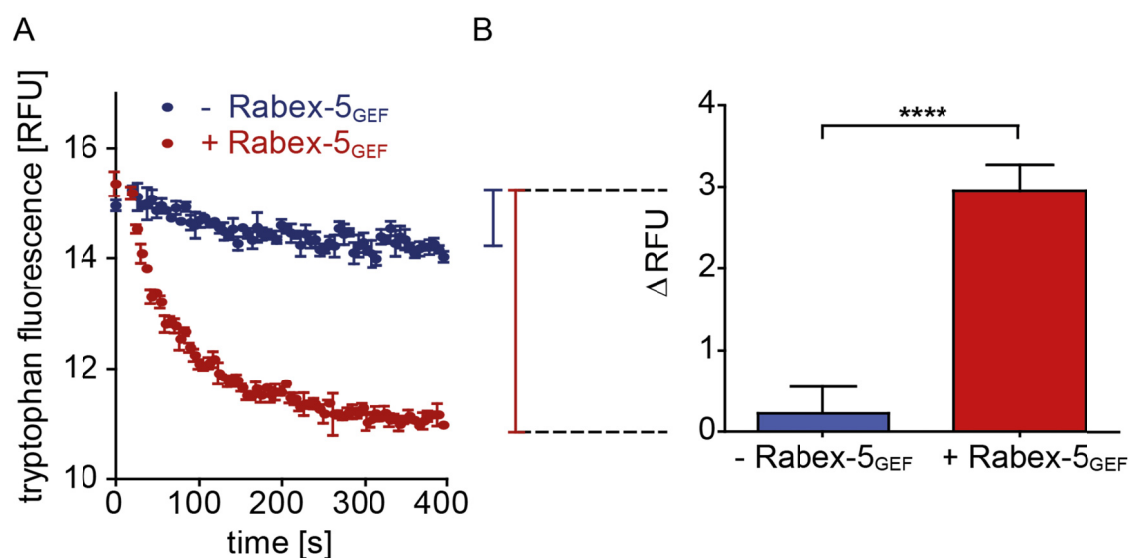 A
B
tryptophan fluorescence [RFU]
- Rabex-5GEF
+ Rabex-5GEF
16
14
12
10
0
100
200
300
400
time [s]
****
Δ RFU
4
3
2
1
0
- Rabex-5GEF
+ Rabex-5GEF